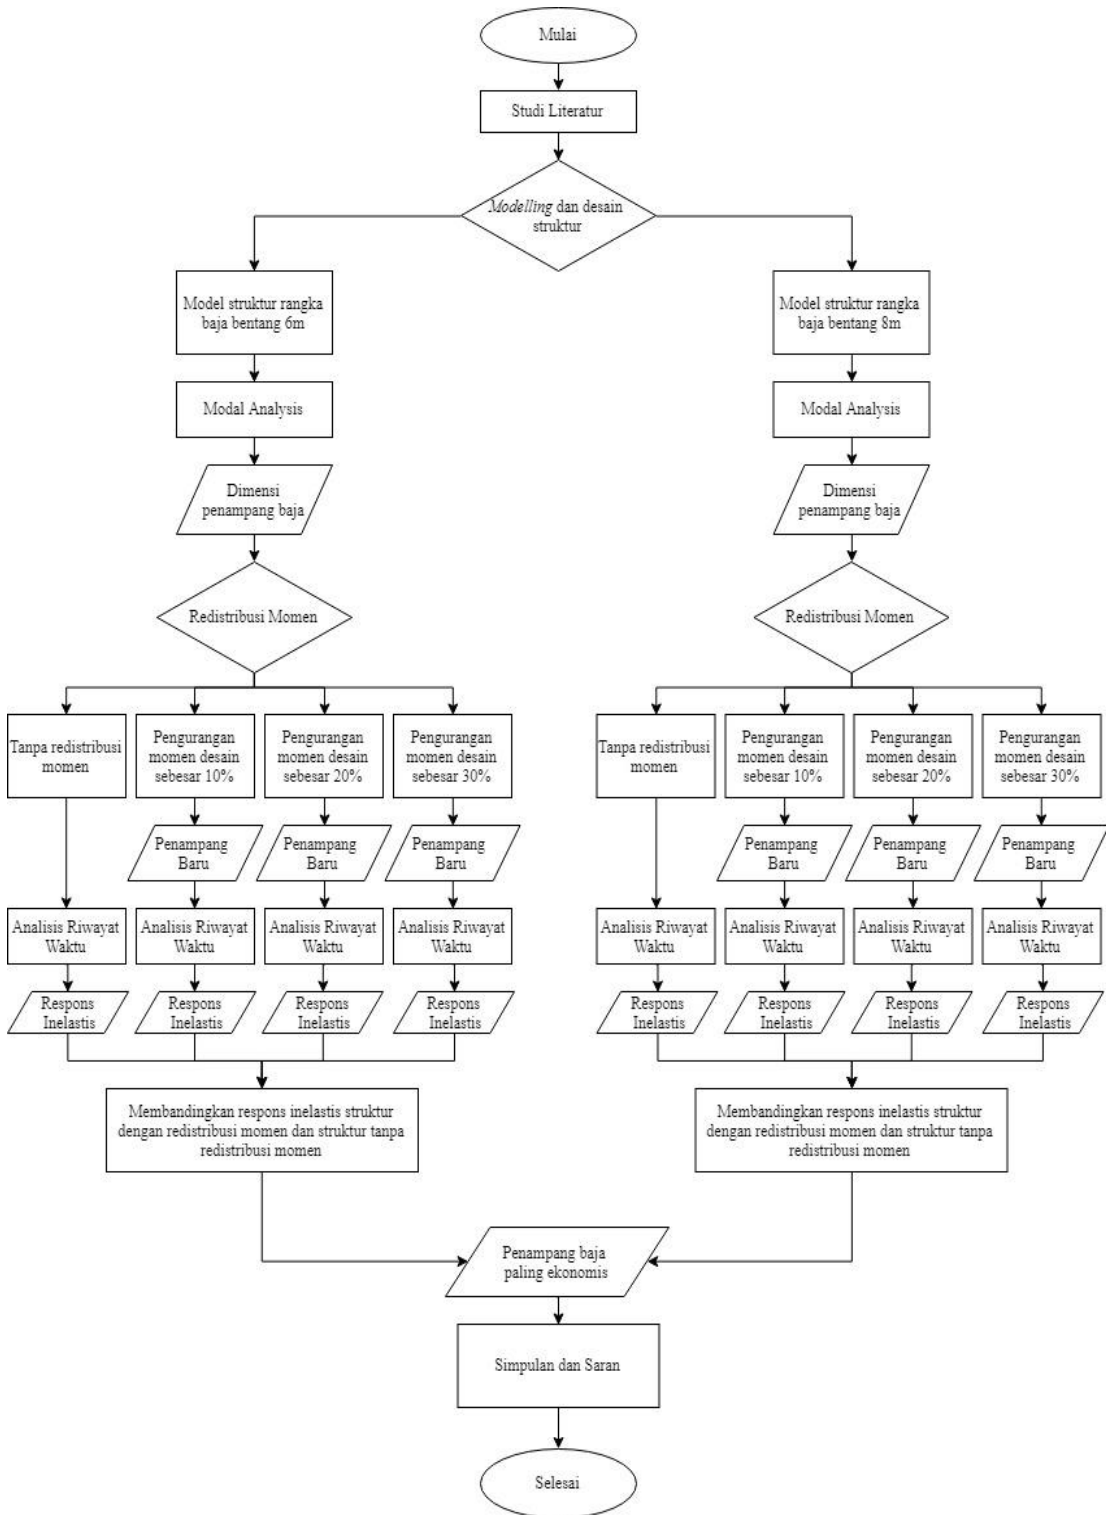 Mulai
Studi Literatur
Modelling dan desain
struktur
Model struktur rangka
baja bentang 6m
Model struktur rangka
baja bentang 8m
Modal Analysis
Modal Analysis
Dimensi
penampang baja
Dimensi
penampang baja
Redistribusi Momen
Redistribusi Momen
Tanpa redistribusi
momen
Pengurangan
momen desain
sebesar 10%
Pengurangan
momen desain
sebesar 20%
Pengurangan
momen desain
sebesar 30%
Tanpa redistribusi
momen
Pengurangan
momen desain
sebesar 10%
Pengurangan
momen desain
sebesar 20%
Pengurangan
momen desain
sebesar 30%
Penampang
Baru
Penampang
Baru
Penampang
Baru
Penampang
Baru
Penampang
Baru
Penampang
Baru
Analisis Riwayat
Waktu
Analisis Riwayat
Waktu
Analisis Riwayat
Waktu
Analisis Riwayat
Waktu
Analisis Riwayat
Waktu
Analisis Riwayat
Waktu
Analisis Riwayat
Waktu
Analisis Riwayat
Waktu
Respons
Inelastis
Respons
Inelastis
Respons
Inelastis
Respons
Inelastis
Respons
Inelastis
Respons
Inelastis
Respons
Inelastis
Respons
Inelastis
Membandingkan respons inelastis struktur
dengan redistribusi momen dan struktur tanpa
redistribusi momen
Membandingkan respons inelastis struktur
dengan redistribusi momen dan struktur tanpa
redistribusi momen
Penampang baja
paling ekonomis
Simpulan dan Saran
Selesai